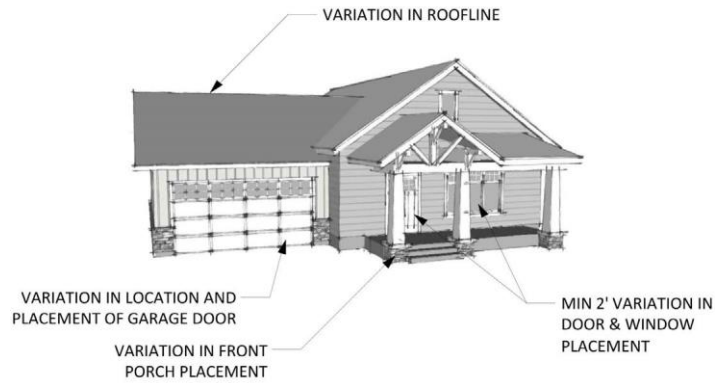 VARIATION IN ROOFLINE
VARIATION IN LOCATION AND
PLACEMENT OF GARAGE DOOR
VARIATION IN FRONT
PORCH PLACEMENT
MIN 2' VARIATION IN
DOOR & WINDOW
PLACEMENT